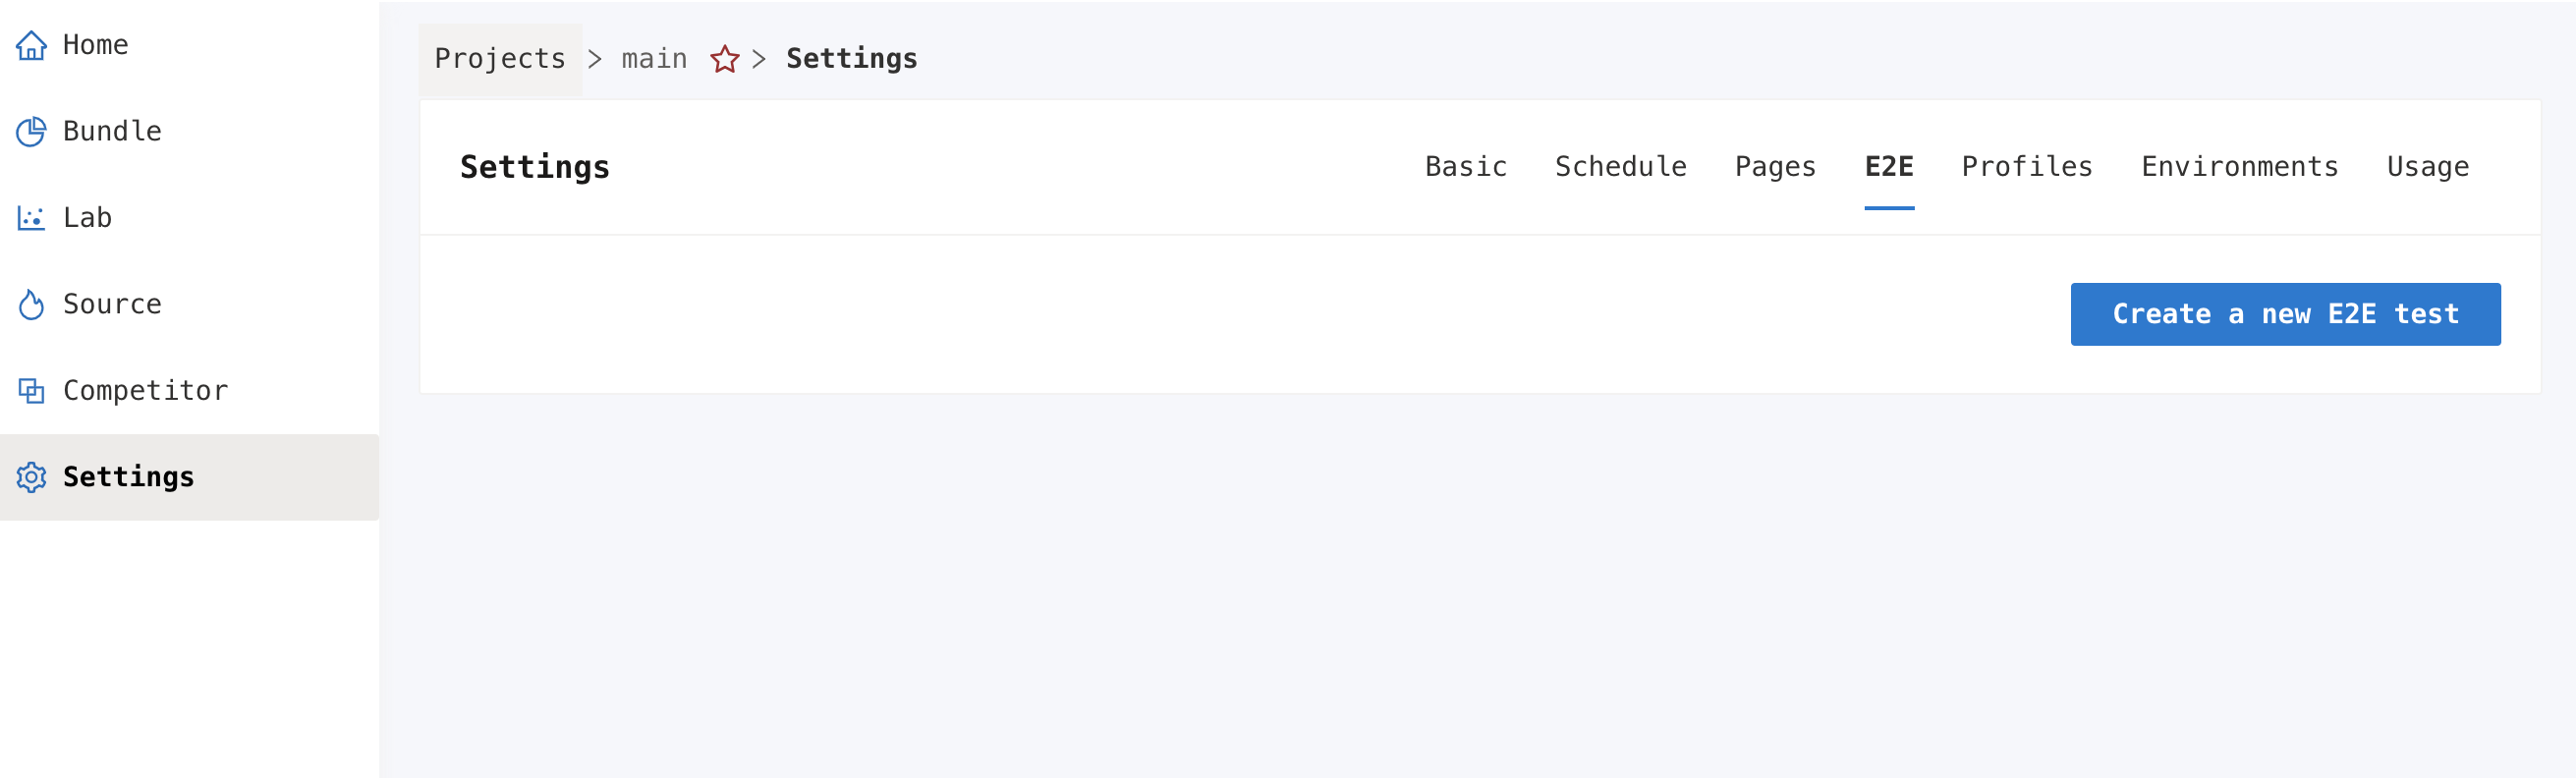 Home
Bundle
Lab
Source
Competitor
Settings
Projects > main > Settings
Settings
Basic Schedule Pages E2E Profiles Environments Usage
Create a new E2E test